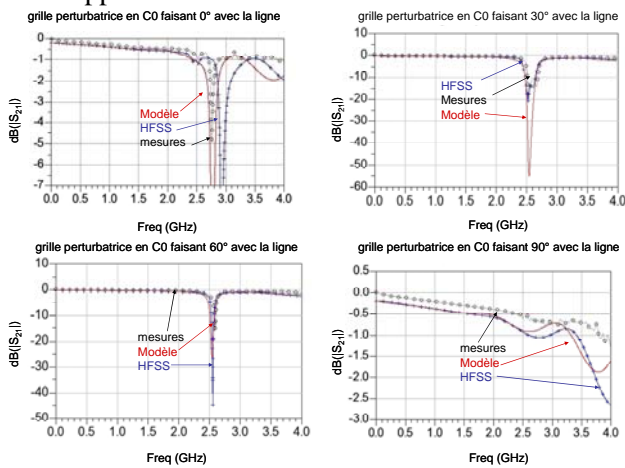 grille perturbatrice en C0 faisant 0° avec la ligne
0
-1
-2
-3
-4
-5
-6
-7
dB(|S21|)
Modèle
HFSS
mesures
0.0 0.5 1.0 1.5 2.0 2.5 3.0 3.5 4.0
Freq (GHz)
grille perturbatrice en C0 faisant 30° avec la ligne
10
0
-10
-20
-30
-40
-50
-60
dB(|S21|)
HFSS
Mesures
Modèle
0.0 0.5 1.0 1.5 2.0 2.5 3.0 3.5 4.0
Freq (GHz)
grille perturbatrice en C0 faisant 60° avec la ligne
10
0
-10
-20
-30
-40
-50
dB(|S21|)
mesures
Modèle
HFSS
0.0 0.5 1.0 1.5 2.0 2.5 3.0 3.5 4.0
Freq (GHz)
grille perturbatrice en C0 faisant 90° avec la ligne
0.5
0.0
-0.5
-1.0
-1.5
-2.0
-2.5
-3.0
dB(|S21|)
mesures
Modèle
HFSS
0.0 0.5 1.0 1.5 2.0 2.5 3.0 3.5 4.0
Freq (GHz)